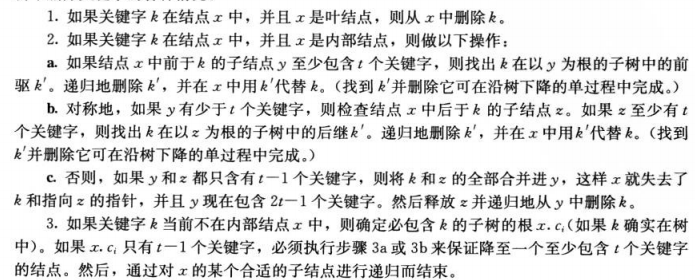 1. 如果关键字 k 在结点 x 中，并且 x 是叶结点，则从 x 中删除 k。
2. 如果关键字 k 在结点 x 中，并且 x 是内部结点，则做以下操作：
a. 如果结点 x 中前于 k 的子结点 y 至少包含 t 个关键字，则找出 k 在以 y 为根的子树中的前
驱 k′。递归地删除 k′，并在 x 中用 k′代替 k。（找到 k′并删除它可在沿树下降的单过程中完成。）
b. 对称地，如果 y 有少于 t 个关键字，则检查结点 x 中后于 k 的子结点 z。如果 z 至少有 t
个关键字，则找出 k 在以 z 为根的子树中的后继 k′。递归地删除 k′，并在 x 中用 k′代替 k。（找到
k′并删除它可在沿树下降的单过程中完成。）
c. 否则，如果 y 和 z 都只含有 t－1 个关键字，则将 k 和 z 的全部合并进 y，这样 x 就失去了
k 和指向 z 的指针，并且 y 现在包含 2t－1 个关键字。然后释放 z 并递归地从 y 中删除 k。
3. 如果关键字 k 当前不在内部结点 x 中，则确定必包含 k 的子树的根 x.cᵢ(如果 k 确实在树
中)。如果 x.cᵢ 只有 t－1 个关键字，必须执行步骤 3a 或 3b 来保证降至一个至少包含 t 个关键字
的结点。然后，通过对 x 的某个合适的子结点进行递归而结束。